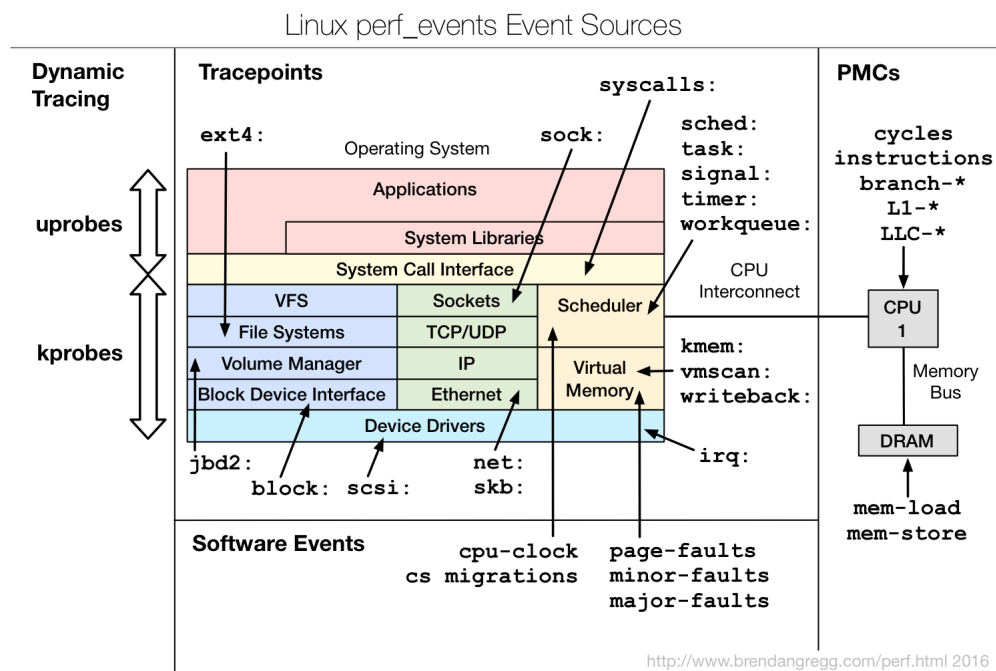 Linux perf_events Event Sources
Dynamic
Tracing
uprobes
kprobes
Tracepoints
syscalls:
ext4:
sock:
sched:
task:
signal:
timer:
workqueue:
Operating System
Applications
System Libraries
System Call Interface
VFS
Sockets
Scheduler
File Systems
TCP/UDP
Volume Manager
IP
Virtual
Memory
Block Device Interface
Ethernet
Device Drivers
CPU
Interconnect
kmem:
vmscan:
writeback:
irq:
jbd2:
block:
scsi:
net:
skb:
Software Events
cpu-clock
cs migrations
page-faults
minor-faults
major-faults
PMCs
cycles
instructions
branch-*
L1-*
LLC-*
CPU
1
Memory
Bus
DRAM
mem-load
mem-store
http://www.brendangregg.com/perf.html 2016